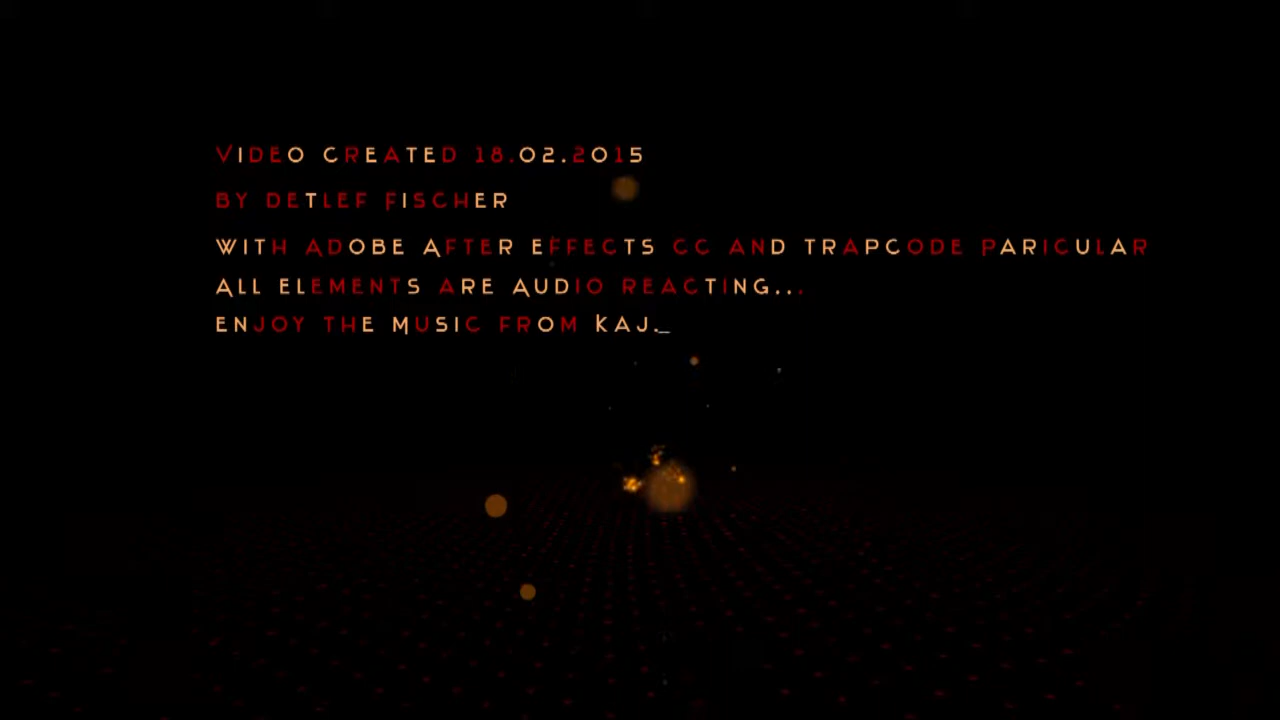 VIDEO CREATED 18.02.2015
BY DETLEF FISCHER
WITH ADOBE AFTER EFFECTS CC AND TRAPCODE PARICULAR
ALL ELEMENTS ARE AUDIO REACTING...
ENJOY THE MUSIC FROM KAJ._